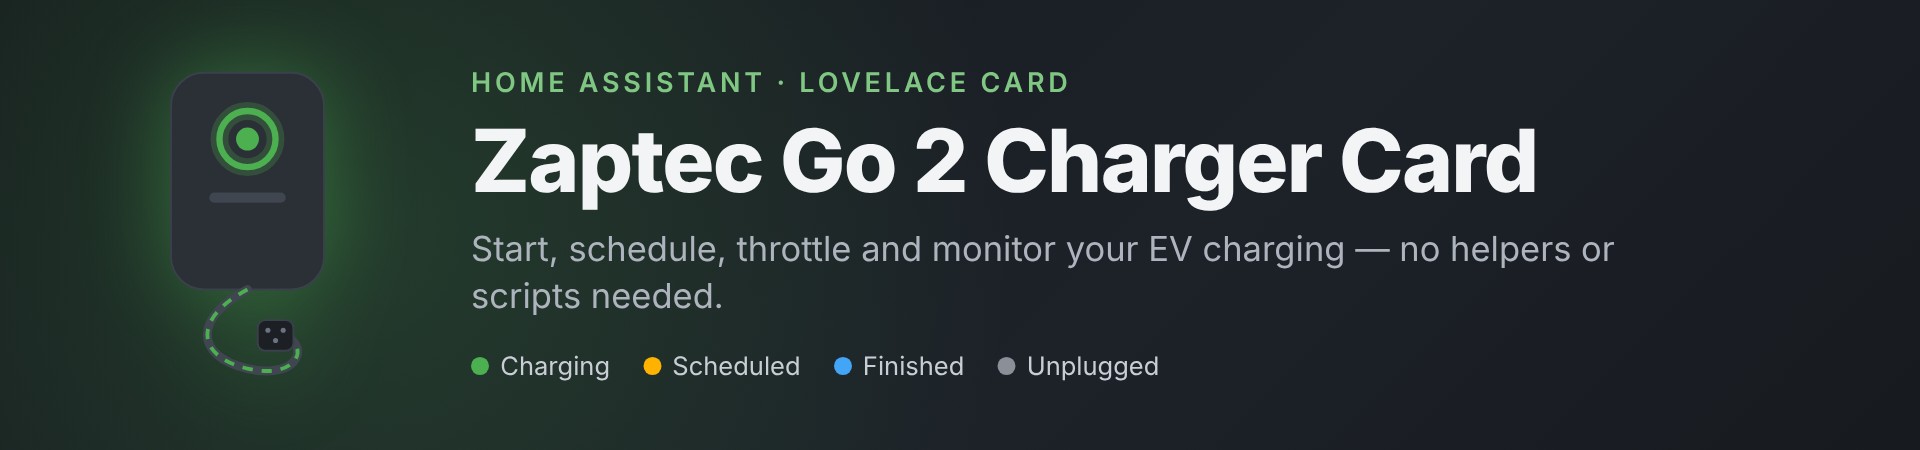 HOME ASSISTANT · LOVELACE CARD
Zaptec Go 2 Charger Card
Start, schedule, throttle and monitor your EV charging — no helpers or
scripts needed.
Charging Scheduled Finished Unplugged